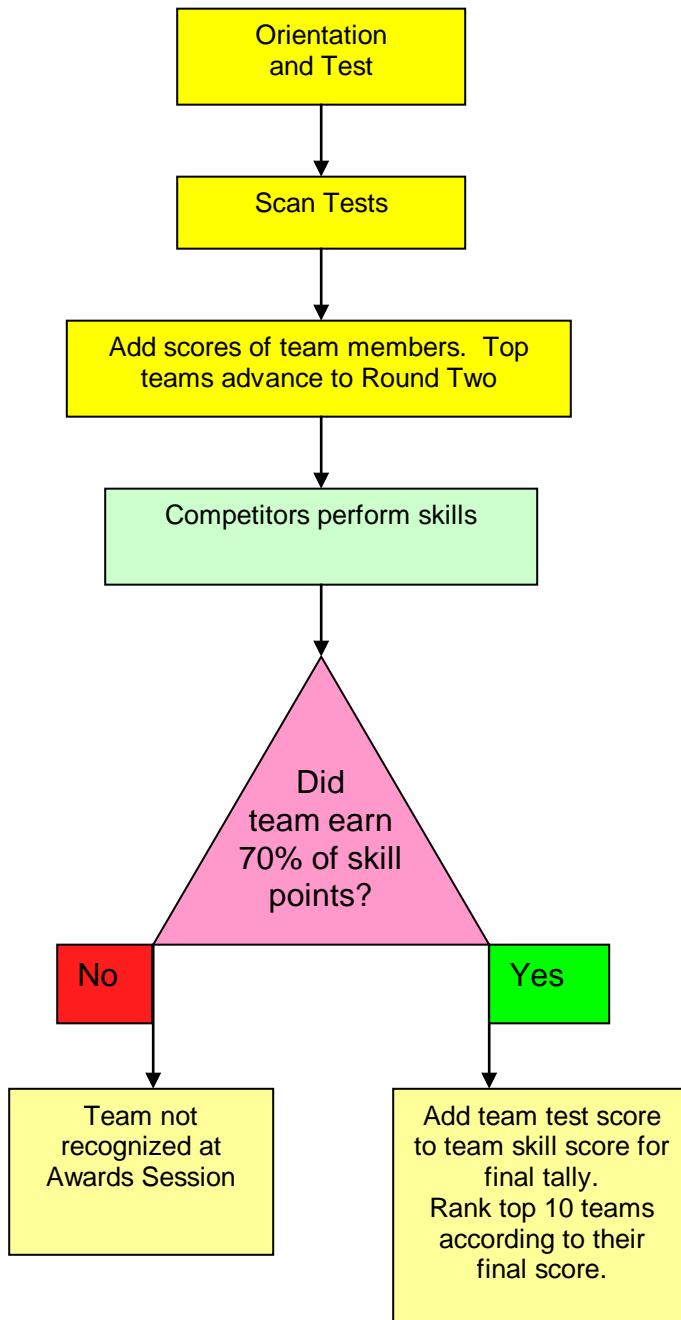 Orientation
and Test
Scan Tests
Add scores of team members.  Top
teams advance to Round Two
Competitors perform skills
Did
team earn
70% of skill
points?
No
Yes
Team not
recognized at
Awards Session
Add team test score
to team skill score for
final tally.
Rank top 10 teams
according to their
final score.